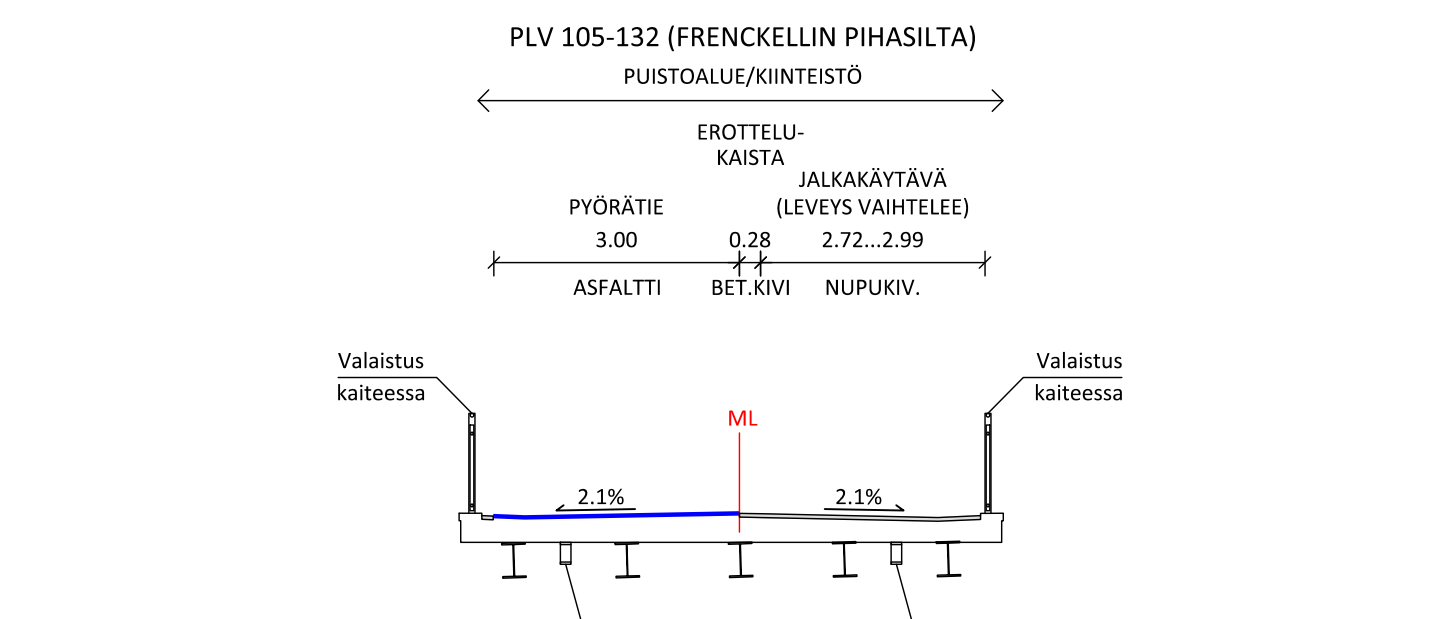 PLV 105-132 (FRENCKELLIN PIHASILTA)
PUISTOALUE/KIINTEISTÖ
EROTTELU-
KAISTA
JALKAKÄYTÄVÄ
PYÖRÄTIE (LEVEYS VAIHTELEE)
3.00 0.28 2.72...2.99
ASFALTTI BET.KIVI NUPUKIV.
Valaistus Valaistus
kaiteessa kaiteessa
ML
2.1% 2.1%